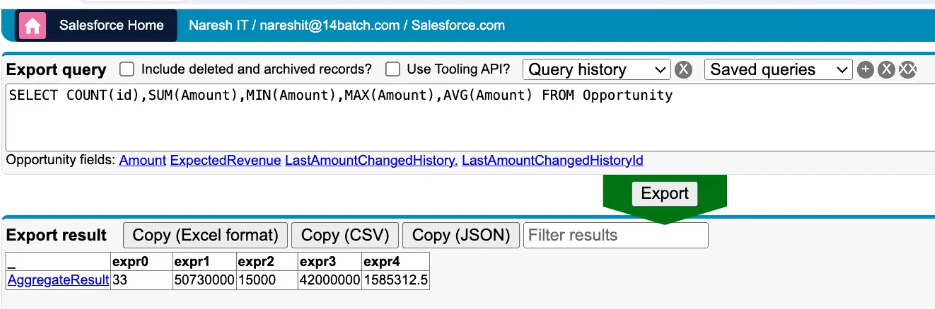 Salesforce Home Naresh IT / nareshit@14batch.com / Salesforce.com
Export query Include deleted and archived records? Use Tooling API? Query history X Saved queries + X XX
SELECT COUNT(id),SUM(Amount),MIN(Amount),MAX(Amount),AVG(Amount) FROM Opportunity
Opportunity fields: Amount ExpectedRevenue LastAmountChangedHistory. LastAmountChangedHistoryId
Export
Export result Copy (Excel format) Copy (CSV) Copy (JSON) Filter results
_ expr0 expr1 expr2 expr3 expr4
AggregateResult 33 50730000 15000 42000000 1585312.5